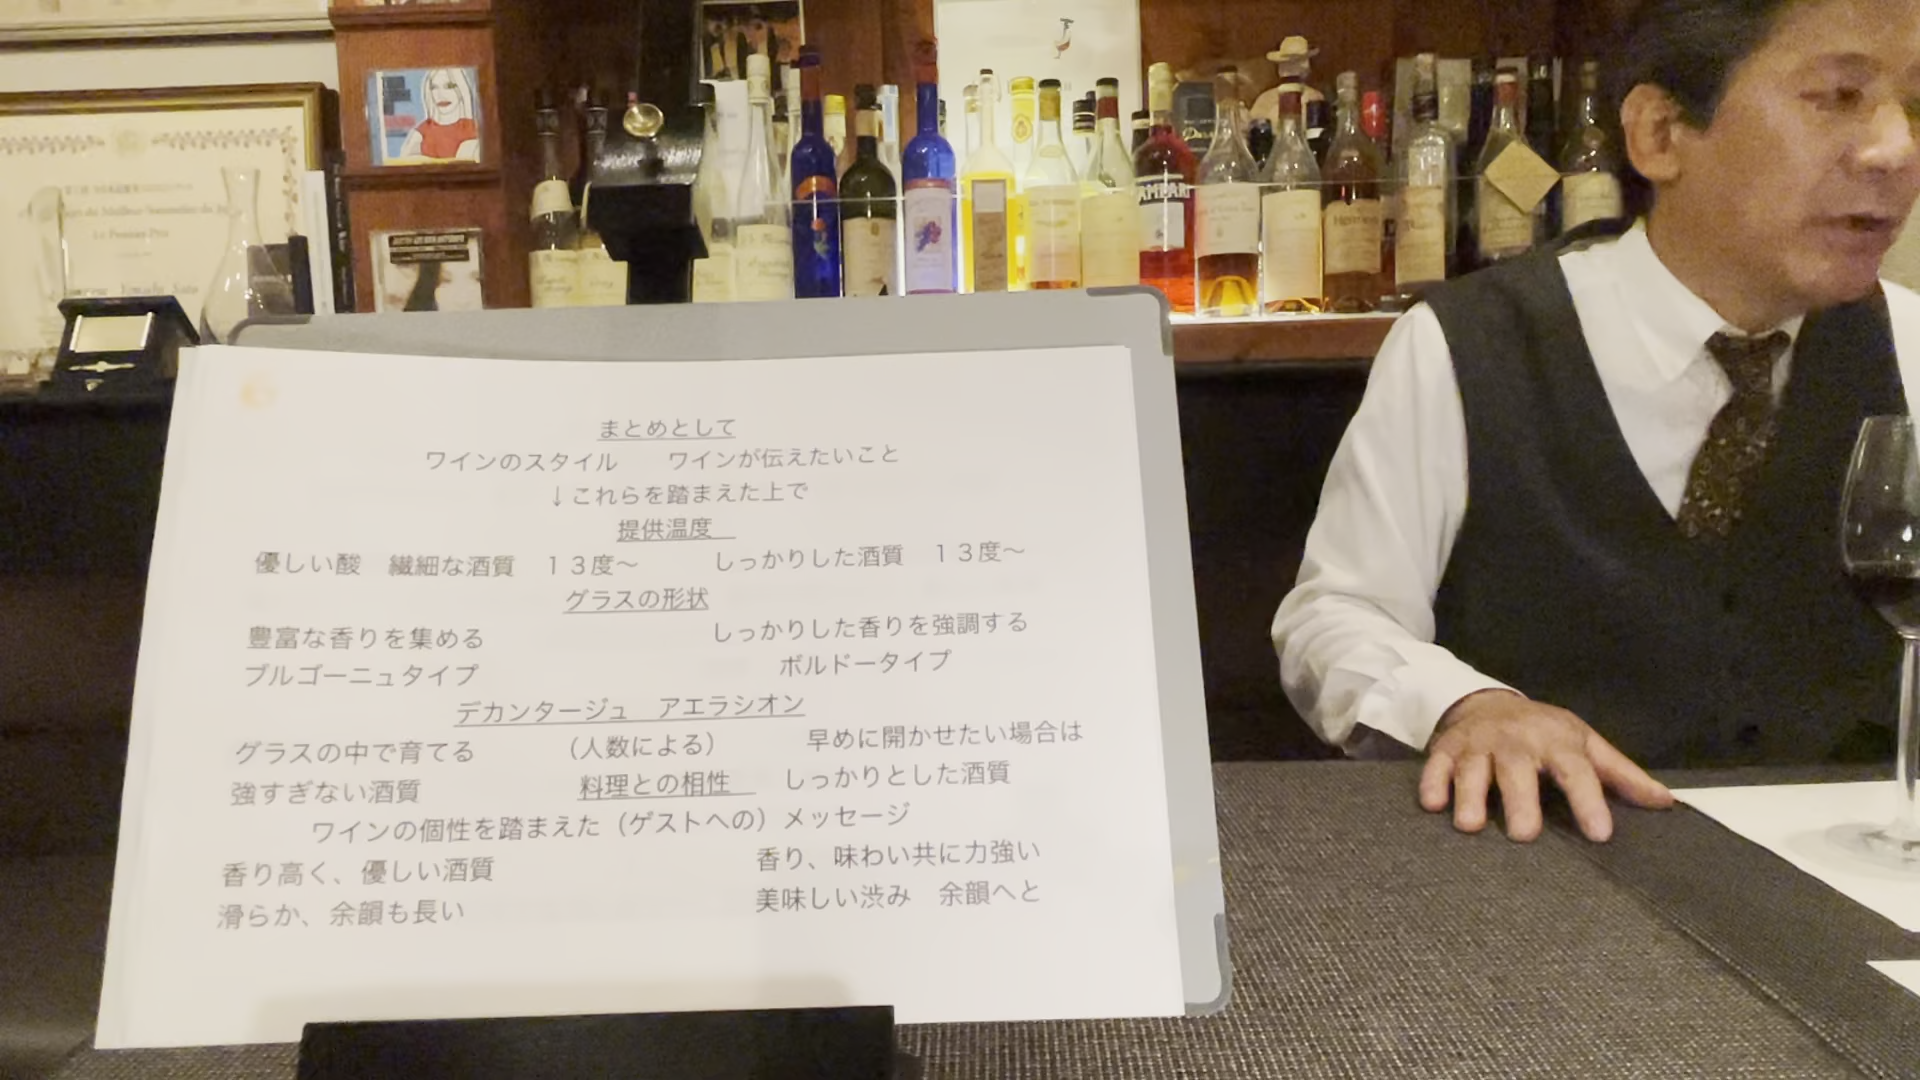 まとめとして
ワインのスタイル　ワインが伝えたいこと
↓これらを踏まえた上で
提供温度
優しい酸　繊細な酒質　１３度～　しっかりした酒質　１３度～
グラスの形状
豊富な香りを集める　しっかりした香りを強調する
ブルゴーニュタイプ　ボルドータイプ
デカンタージュ　アエラシオン
グラスの中で育てる　（人数による）　早めに開かせたい場合は
強すぎない酒質　料理との相性　しっかりとした酒質
ワインの個性を踏まえた（ゲストへの）メッセージ
香り高く、優しい酒質　香り、味わい共に力強い
滑らか、余韻も長い　美味しい渋み　余韻へと
CAMPARI
Le Premier Prix